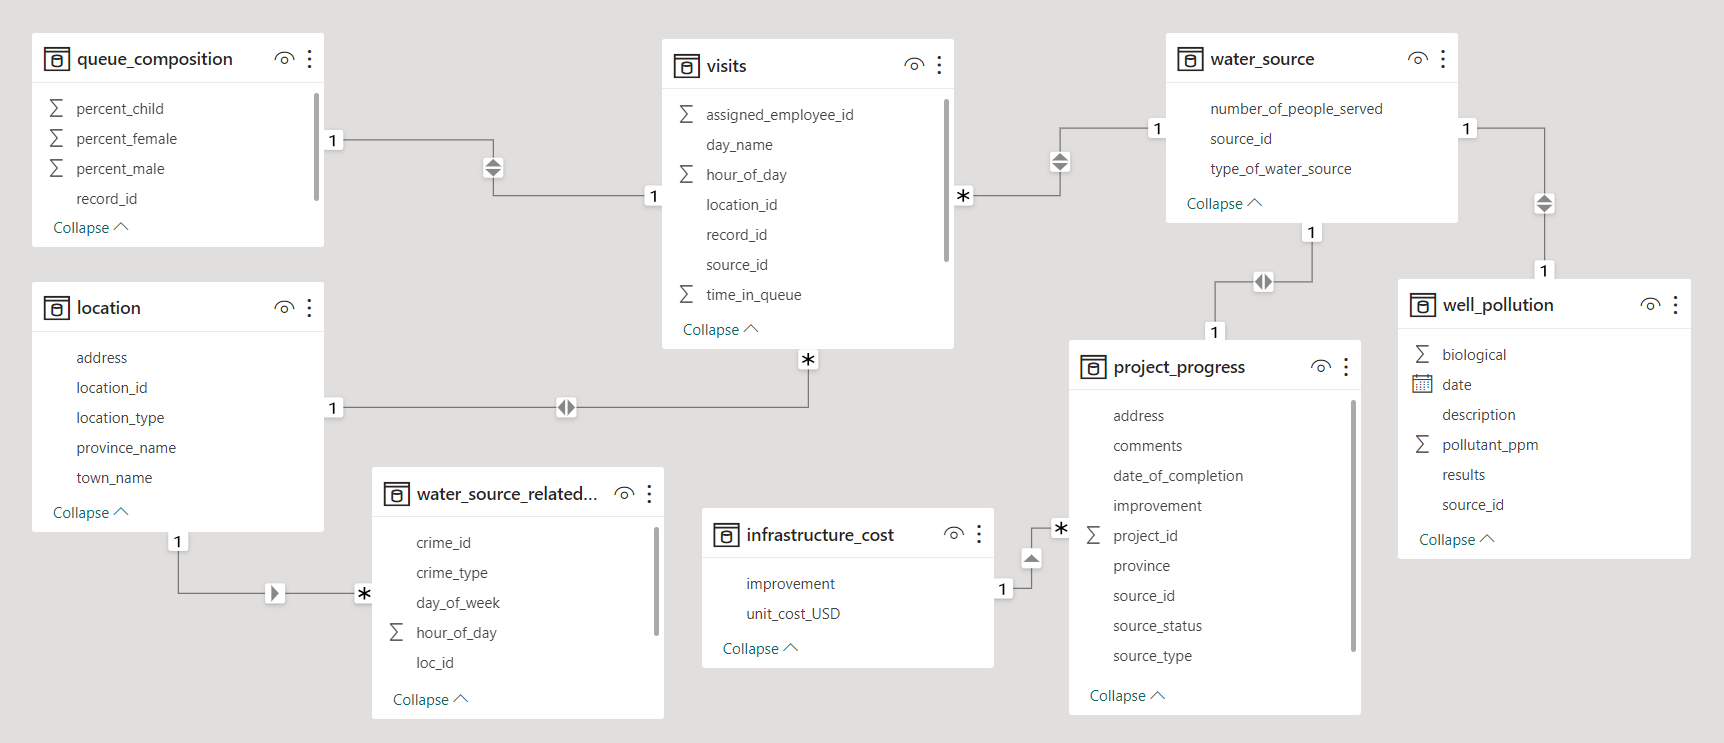 queue_composition
percent_child
percent_female
percent_male
record_id
Collapse
1
visits
assigned_employee_id
day_name
hour_of_day
location_id
record_id
source_id
time_in_queue
Collapse
1
*
*
water_source
number_of_people_served
source_id
type_of_water_source
Collapse
1
1
1
location
address
location_id
location_type
province_name
town_name
Collapse
1
1
well_pollution
biological
date
description
pollutant_ppm
results
source_id
Collapse
1
project_progress
address
comments
date_of_completion
improvement
project_id
province
source_id
source_status
source_type
Collapse
1
*
water_source_related...
crime_id
crime_type
day_of_week
hour_of_day
loc_id
Collapse
*
infrastructure_cost
improvement
unit_cost_USD
Collapse
1